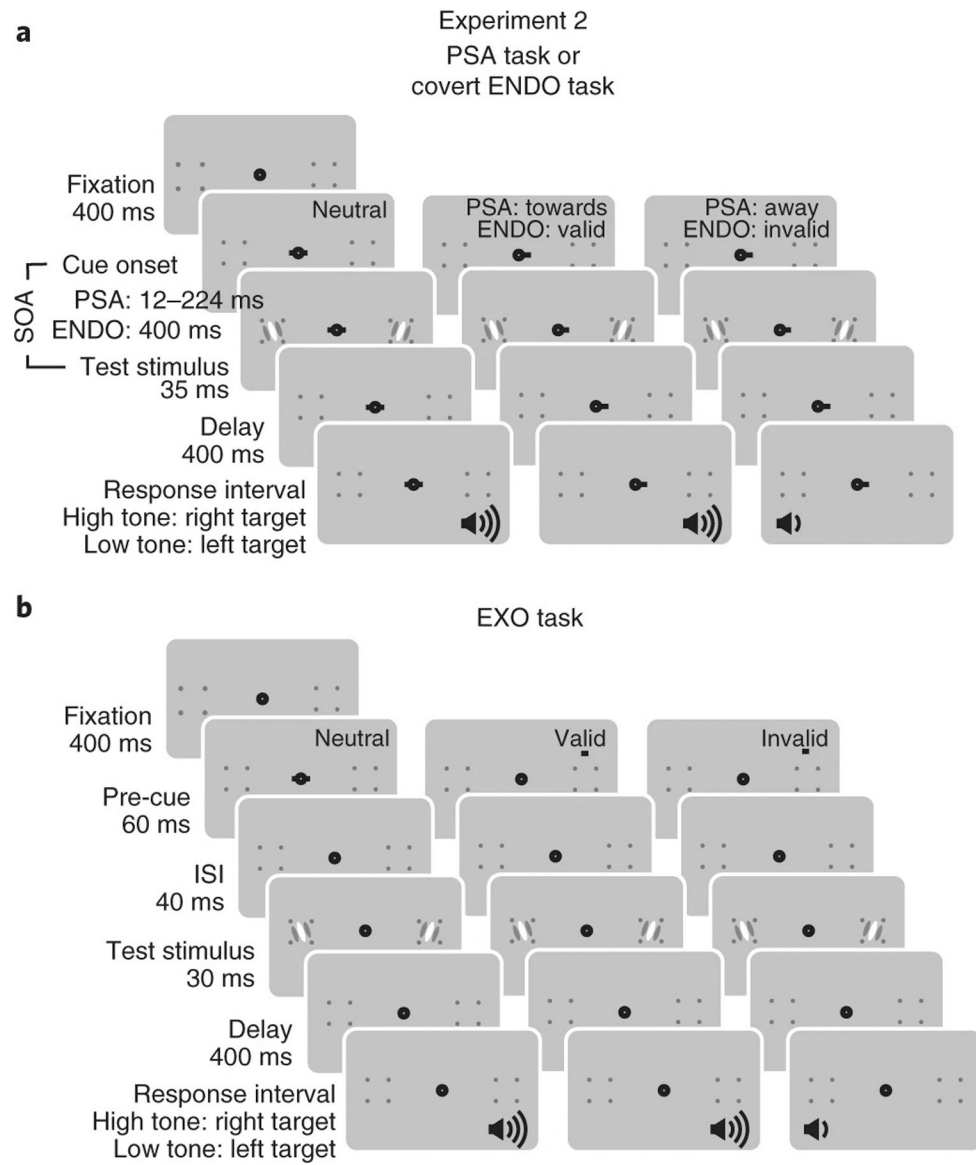 a
Experiment 2
PSA task or
covert ENDO task
Fixation
400 ms
Neutral
PSA: towards
ENDO: valid
PSA: away
ENDO: invalid
SOA
Cue onset
PSA: 12–224 ms
ENDO: 400 ms
Test stimulus
35 ms
Delay
400 ms
Response interval
High tone: right target
Low tone: left target
b
EXO task
Fixation
400 ms
Neutral
Valid
Invalid
Pre-cue
60 ms
ISI
40 ms
Test stimulus
30 ms
Delay
400 ms
Response interval
High tone: right target
Low tone: left target